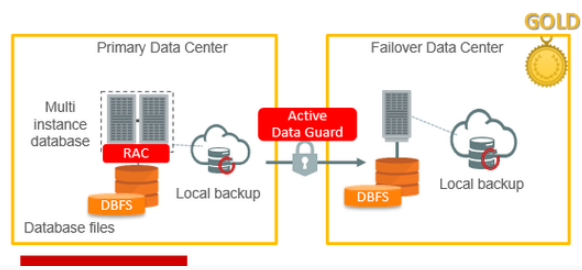 GOLD
Primary Data Center
Failover Data Center
Multi
instance
database
RAC
DBFS
Local backup
Database files
Active
Data Guard
DBFS
Local backup